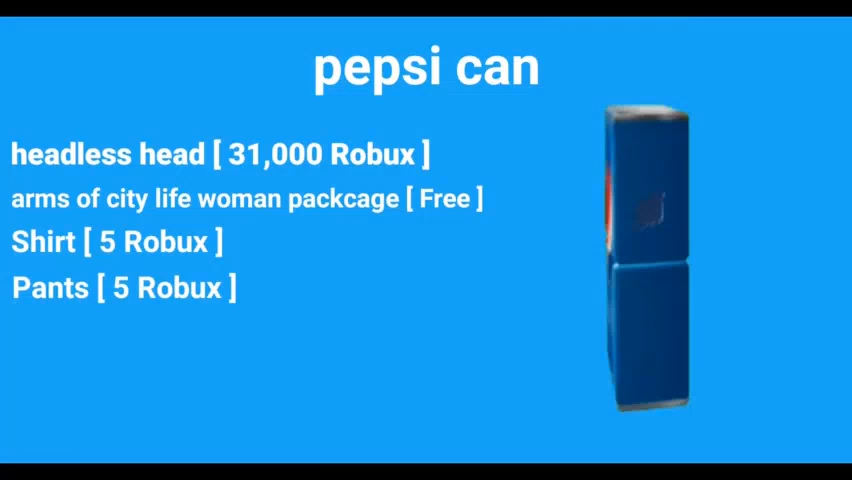 pepsi can
headless head [ 31,000 Robux ]
arms of city life woman packcage [ Free ]
Shirt [ 5 Robux ]
Pants [ 5 Robux ]